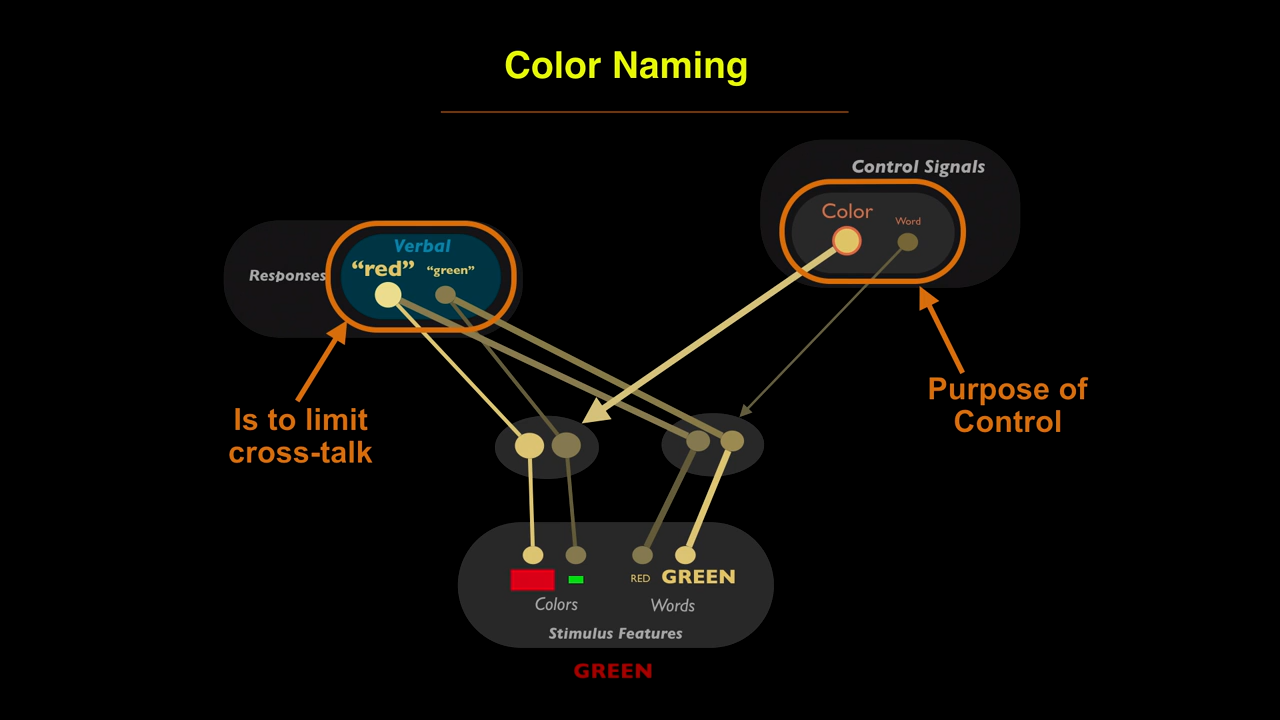 Color Naming
Control Signals
Color
Word
Verbal
“red” “green”
Responses
Purpose of
Control
Is to limit
cross-talk
RED GREEN
Colors Words
Stimulus Features
GREEN